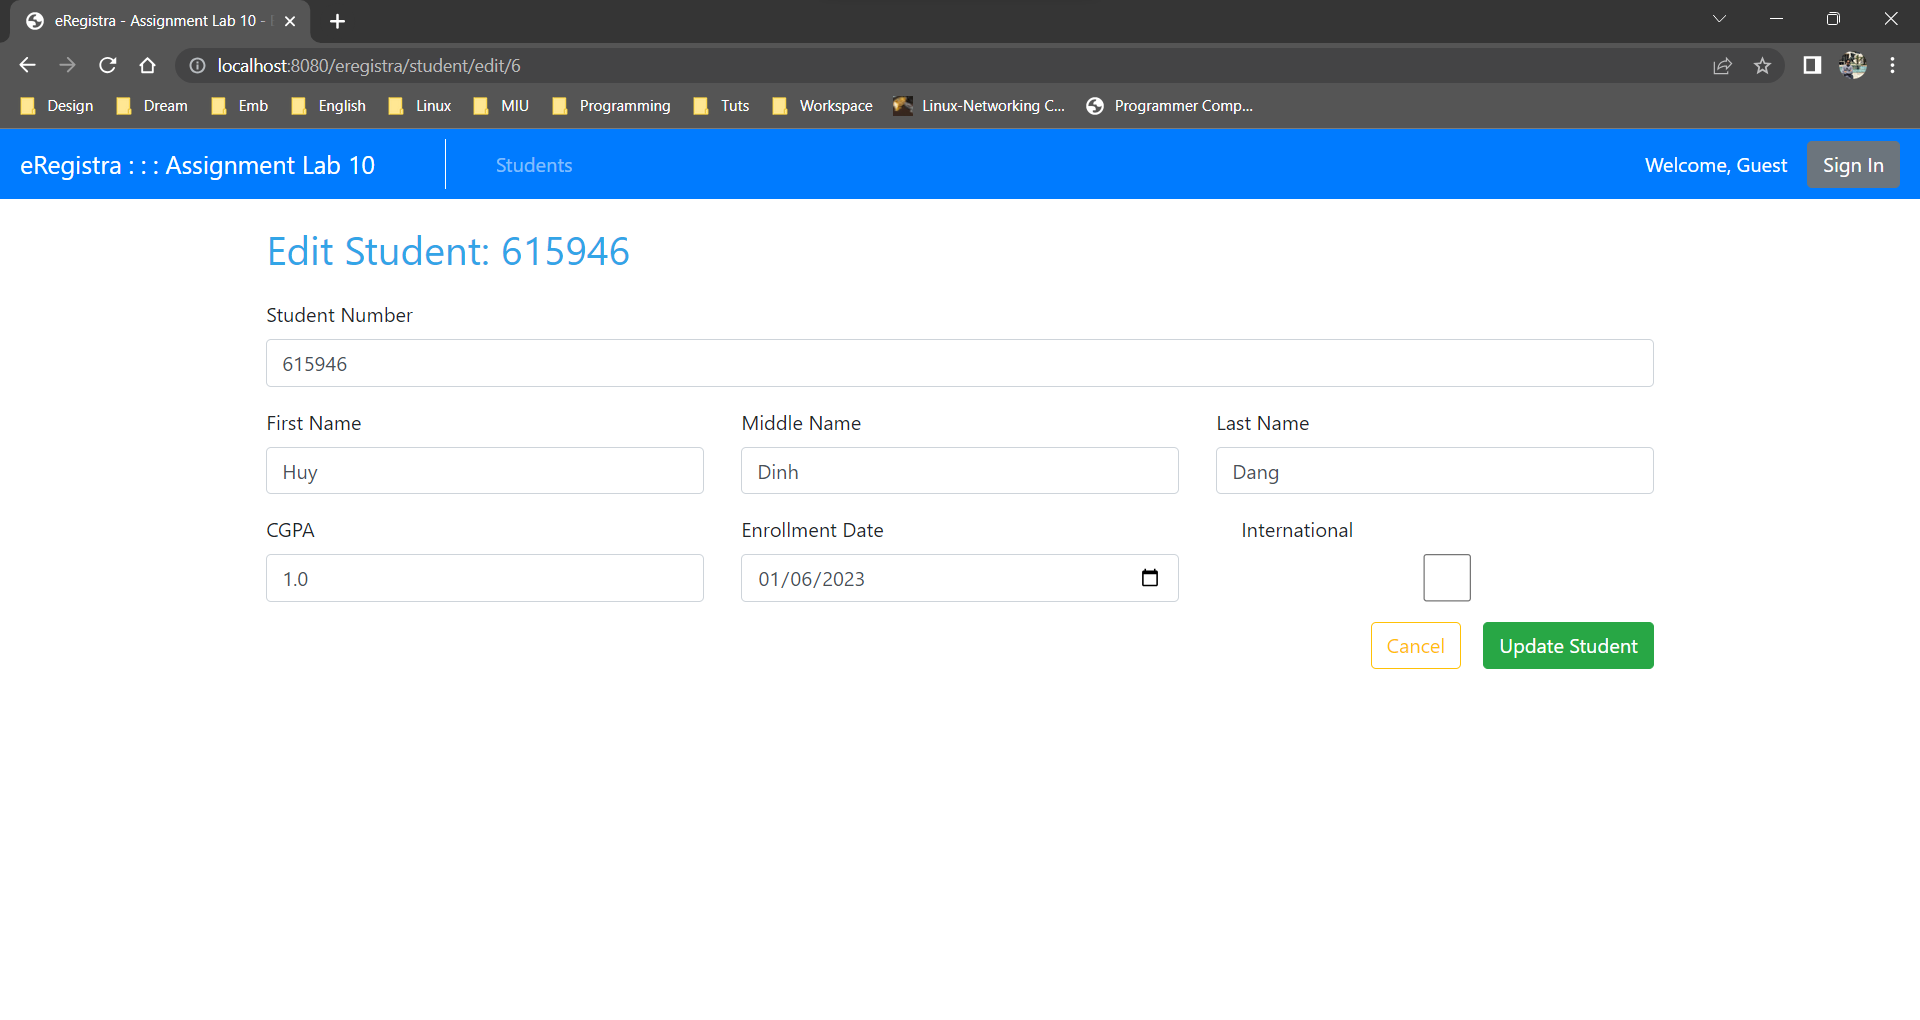 eRegistra - Assignment Lab 10 -
localhost:8080/eregistra/student/edit/6
Design Dream Emb English Linux MIU Programming Tuts Workspace Linux-Networking C... Programmer Comp...
eRegistra : : : Assignment Lab 10 Students Welcome, Guest Sign In
Edit Student: 615946
Student Number
615946
First Name Middle Name Last Name
Huy Dinh Dang
CGPA Enrollment Date International
1.0 01/06/2023
Cancel Update Student